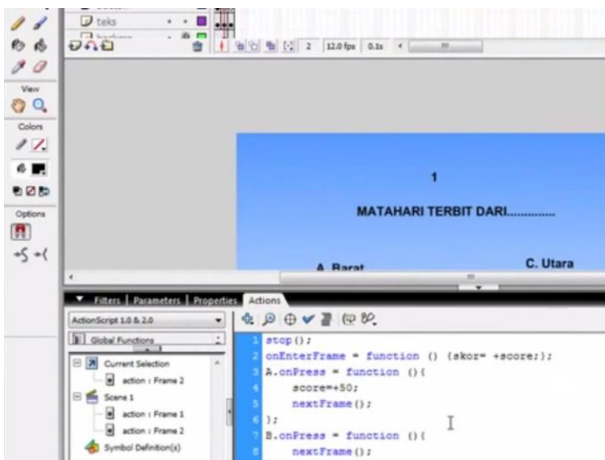 teks
2 12.0 fps 0.1s
View
Colors
Options
1
MATAHARI TERBIT DARI..............
A. Barat
C. Utara
Filters | Parameters | Properties Actions
ActionScript 1.0 & 2.0
Global Functions
Current Selection
action : Frame 2
Scene 1
action : Frame 1
action : Frame 2
Symbol Definition(s)
1 stop();
2 onEnterFrame = function () {skor= +score;};
3 A.onPress = function (){
4 score=+50;
5 nextFrame();
6 };
7 B.onPress = function (){
8 nextFrame();